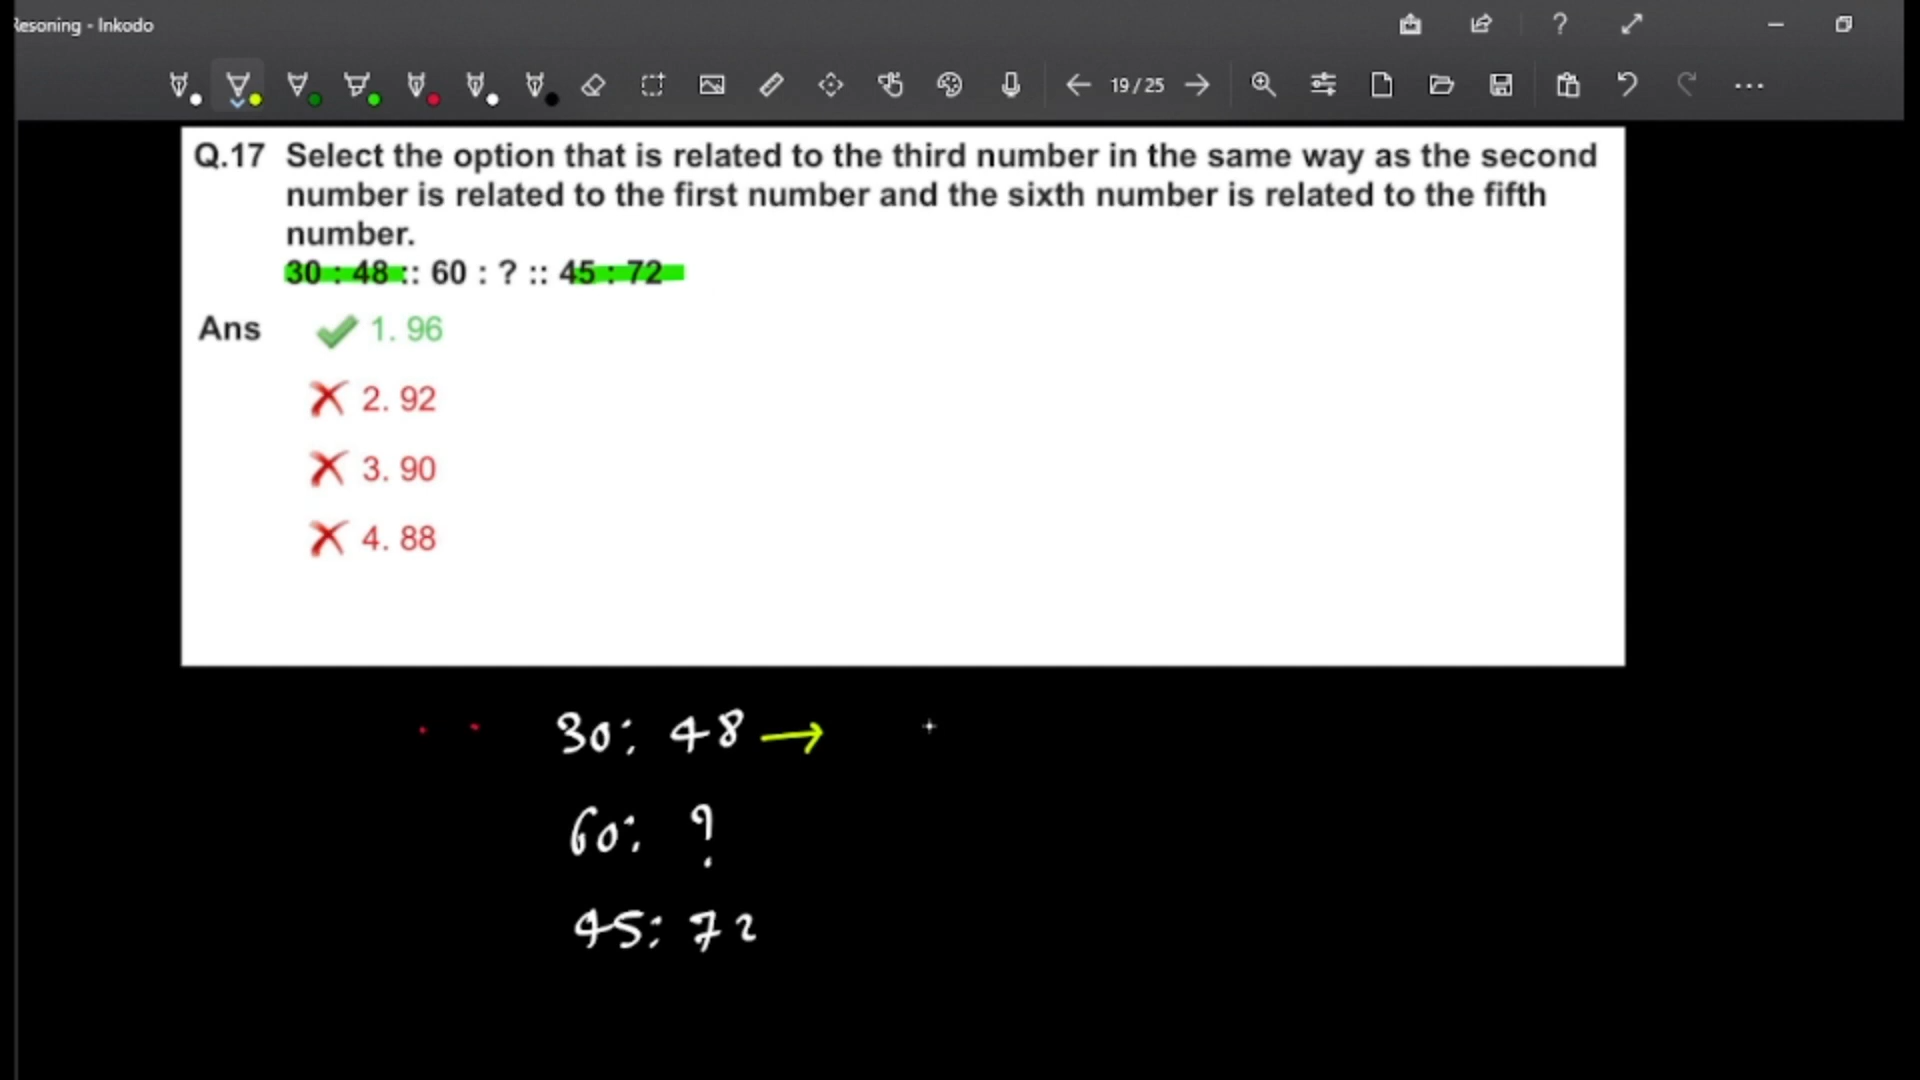 Resoning - Inkodo
19 / 25
Q.17 Select the option that is related to the third number in the same way as the second
number is related to the first number and the sixth number is related to the fifth
number.
30 : 48 :: 60 : ? :: 45 : 72
Ans 1. 96
2. 92
3. 90
4. 88
30: 48 →
60: ?
45: 72